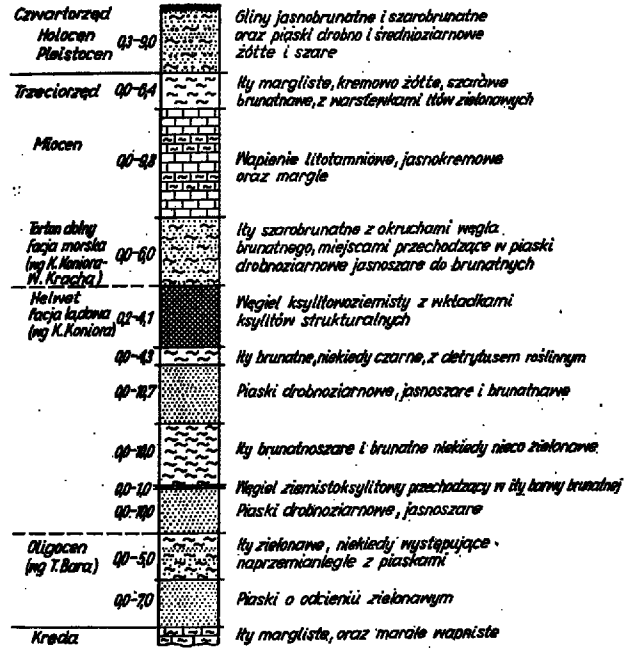 Czwartorzęd
Holocen
Pleistocen
0,3-9,0
Gliny jasnobrunatne i szarobrunatne
oraz piaski drobno i średnioziarnowe
żółte i szare
Trzeciorzęd
0,0-6,4
Iły margliste, kremowo żółte, szarawe
brunatnawe, z warstewkami iłów zielonawych
Miocen
0,0-9,8
Wapienie litotamniowe, jasnokremowe
oraz margle
Torton dolny
facja morska
(wg K. Koniora-
W. Kracha)
0,0-6,0
Iły szarobrunatne z okruchami węgla
brunatnego, miejscami przechodzące w piaski
drobnoziarnowe jasnoszare do brunatnych
Helwet
facja lądowa
(wg K. Koniora)
0,2-4,1
Węgiel ksylitowoziemisty z wkładkami
ksylitów strukturalnych
0,0-4,3
Iły brunatne, niekiedy czarne, z detrytusem roślinnym
0,0-10,7
Piaski drobnoziarnowe, jasnoszare i brunatnawe
0,0-10,0
Iły brunatnoszare i brunatne niekiedy nieco zielonawe
0,0-1,0
Węgiel ziemistoksylitowy przechodzący w iły barwy brunatnej
0,0-10,0
Piaski drobnoziarnowe, jasnoszare
Oligocen
(wg T. Bara)
0,0-5,0
Iły zielonawe, niekiedy występujące
naprzemianległe z piaskami
0,0-7,0
Piaski o odcieniu zielonawym
Kreda
Iły margliste, oraz margle wapniste